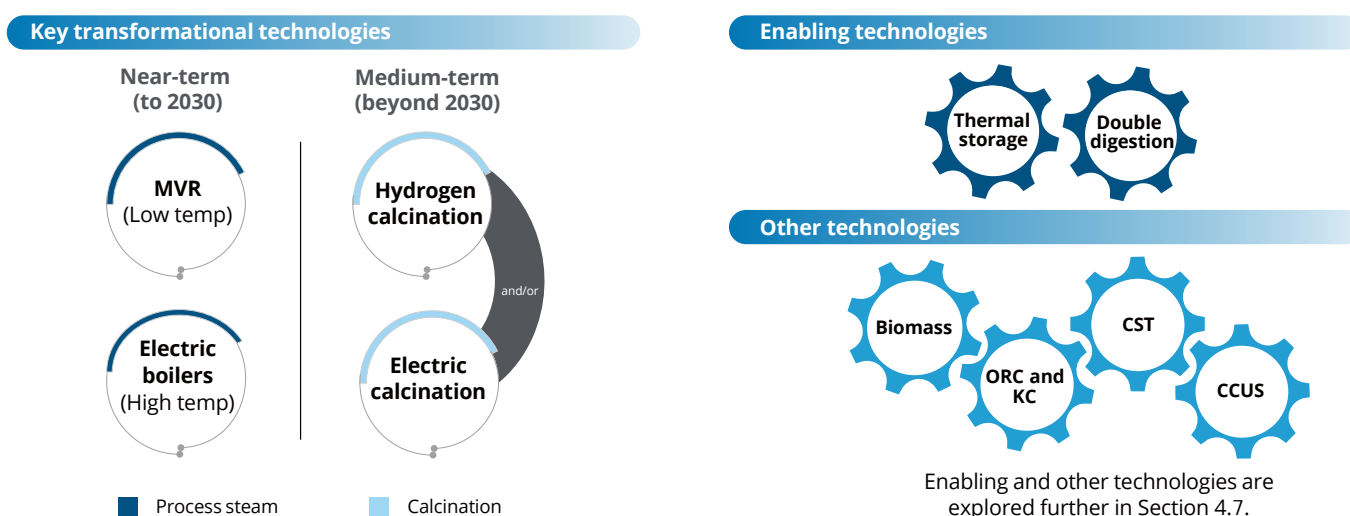 Key transformational technologies
Near-term
(to 2030)
Medium-term
(beyond 2030)
MVR
(Low temp)
Hydrogen
calcination
and/or
Electric
boilers
(High temp)
Electric
calcination
Process steam
Calcination
Enabling technologies
Thermal
storage
Double
digestion
Other technologies
Biomass
ORC and
KC
CST
CCUS
Enabling and other technologies are
explored further in Section 4.7.